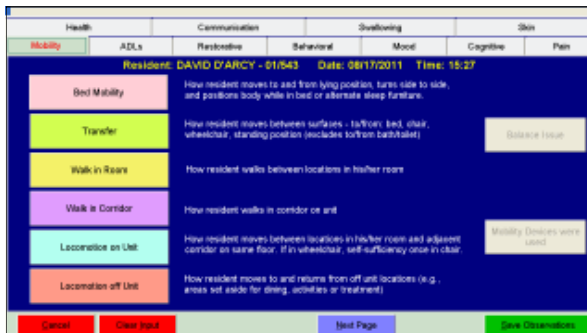 Health Communication Swallowing Skin
Mobility ADLs Restorative Behavioral Mood Cognitive Pain
Resident: DAVID D'ARCY - 01/543 Date: 08/17/2011 Time: 15:27
Bed Mobility
How resident moves to and from lying position, turns side to side,
and positions body while in bed or alternate sleep furniture.
Transfer
How resident moves between surfaces - to/from: bed, chair,
wheelchair, standing position (excludes to/from bath/toilet)
Balance Issue
Walk in Room
How resident walks between locations in his/her room
Walk in Corridor
How resident walks in corridor on unit
Locomotion on Unit
How resident moves between locations in his/her room and adjacent
corridor on same floor. If in wheelchair, self-sufficiency once in chair.
Mobility Devices were
used
Locomotion off Unit
How resident moves to and returns from off unit locations (e.g.,
areas set aside for dining, activities or treatment)
Cancel Clear Input Next Page Save Observations